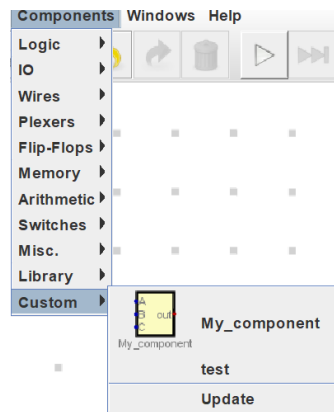 Components Windows Help
Logic
IO
Wires
Plexers
Flip-Flops
Memory
Arithmetic
Switches
Misc.
Library
Custom
A
B out
C
My_component
My_component
test
Update